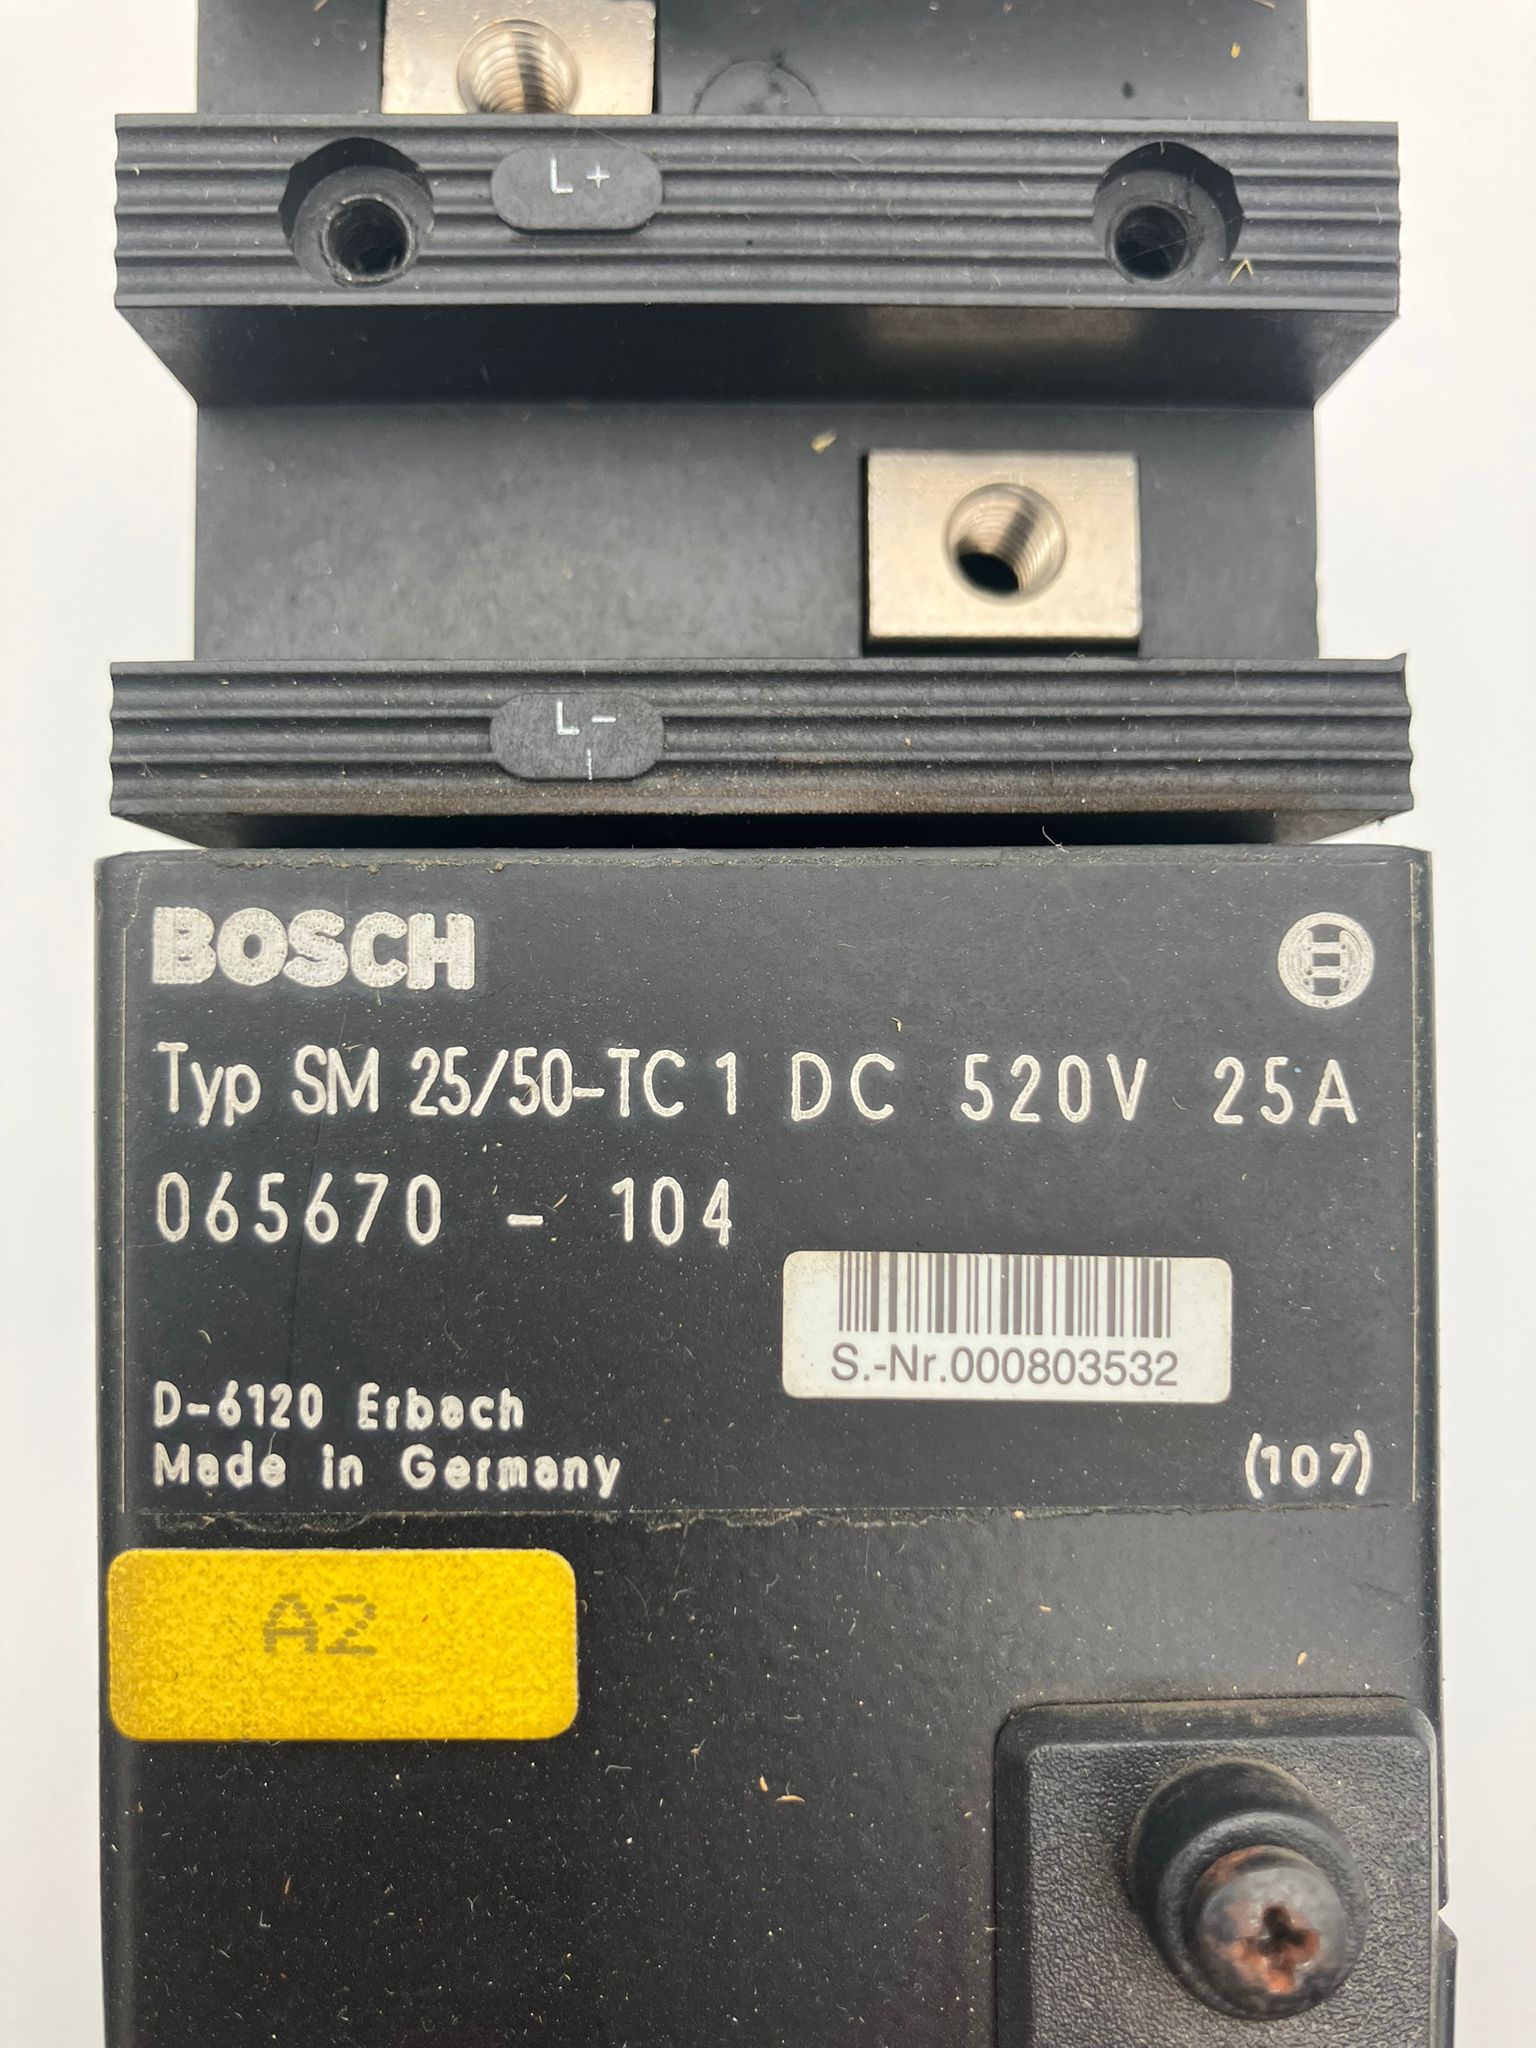 L+
L-
BOSCH
Typ SM 25/50-TC 1 DC 520V 25A
065670 - 104
S.-Nr.000803532
D-6120 Erbach
Made in Germany
(107)
A2